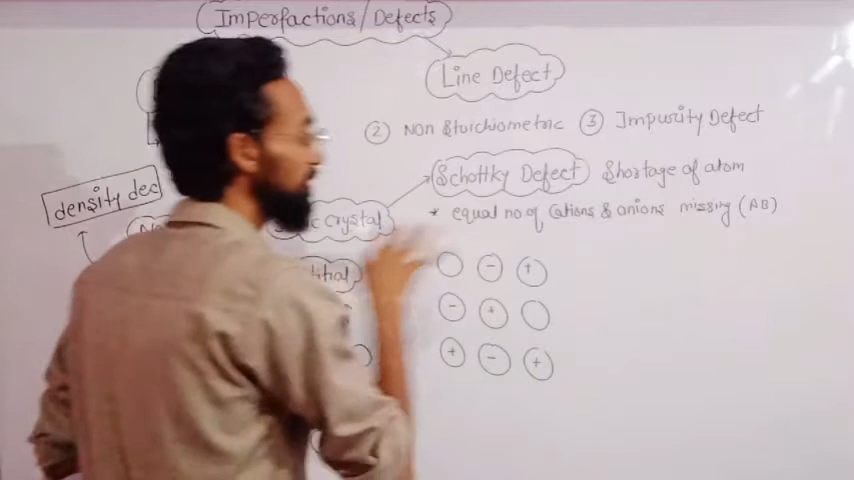 Imperfactions/Defects
Line Defect
② Non Stoichiometric ③ Impurity Defect
Schottky Defect Shortage of atom
density dec
crystal
* equal no of Cations & anions missing (AB)
- +
- +
+ - +